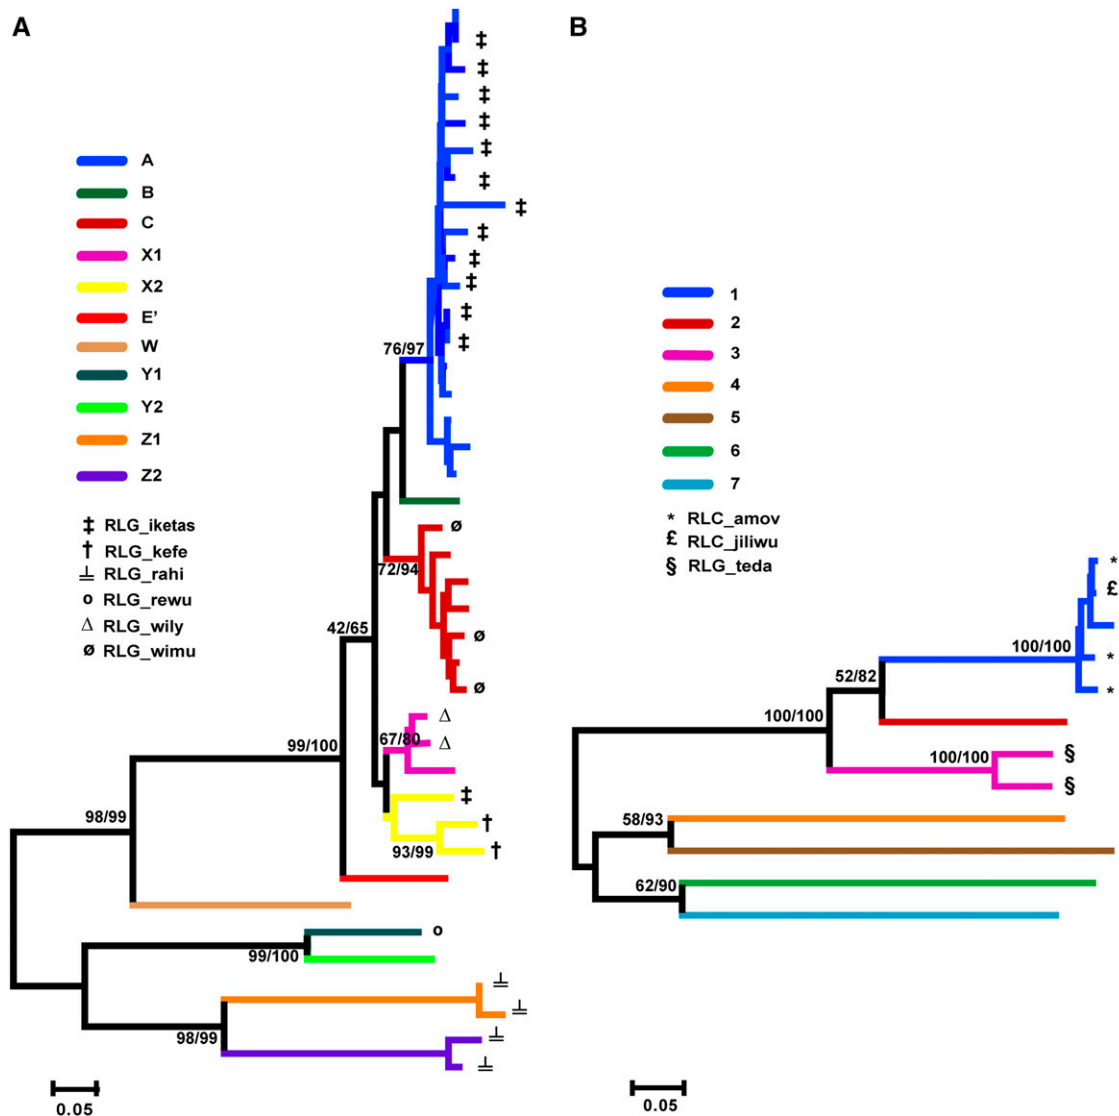 A
B
A
B
C
X1
X2
E’
W
Y1
Y2
Z1
Z2
‡ RLG_iketas
† RLG_kefe
╧ RLG_rahi
o RLG_rewu
Δ RLG_wily
ø RLG_wimu
‡
‡
‡
‡
‡
‡
‡
‡
‡
‡
‡
‡
76/97
ø
72/94
42/65
ø
ø
Δ
67/80
Δ
99/100
‡
98/99
†
93/99
†
o
99/100
╧
╧
98/99
╧
╧
0.05
1
2
3
4
5
6
7
* RLC_amov
£ RLC_jiliwu
§ RLG_teda
*
£
100/100
*
52/82
*
100/100
100/100
§
§
58/93
62/90
0.05